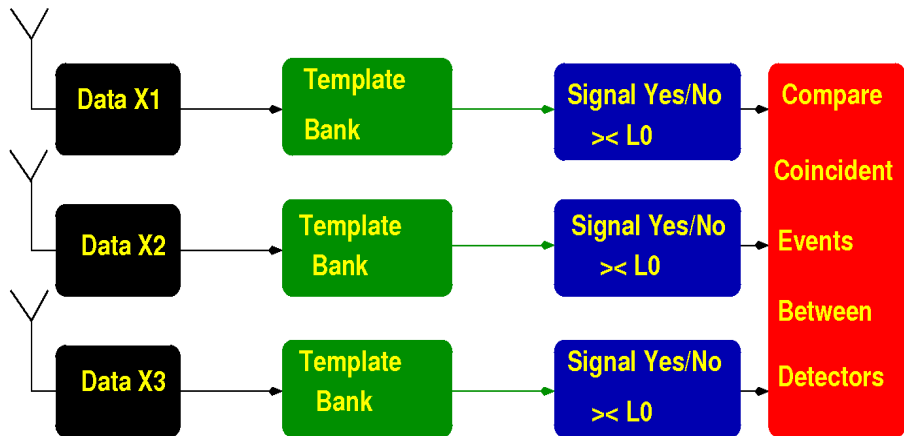 Data X1
Template
Bank
Signal Yes/No
>< L0
Data X2
Template
Bank
Signal Yes/No
>< L0
Data X3
Template
Bank
Signal Yes/No
>< L0
Compare
Coincident
Events
Between
Detectors